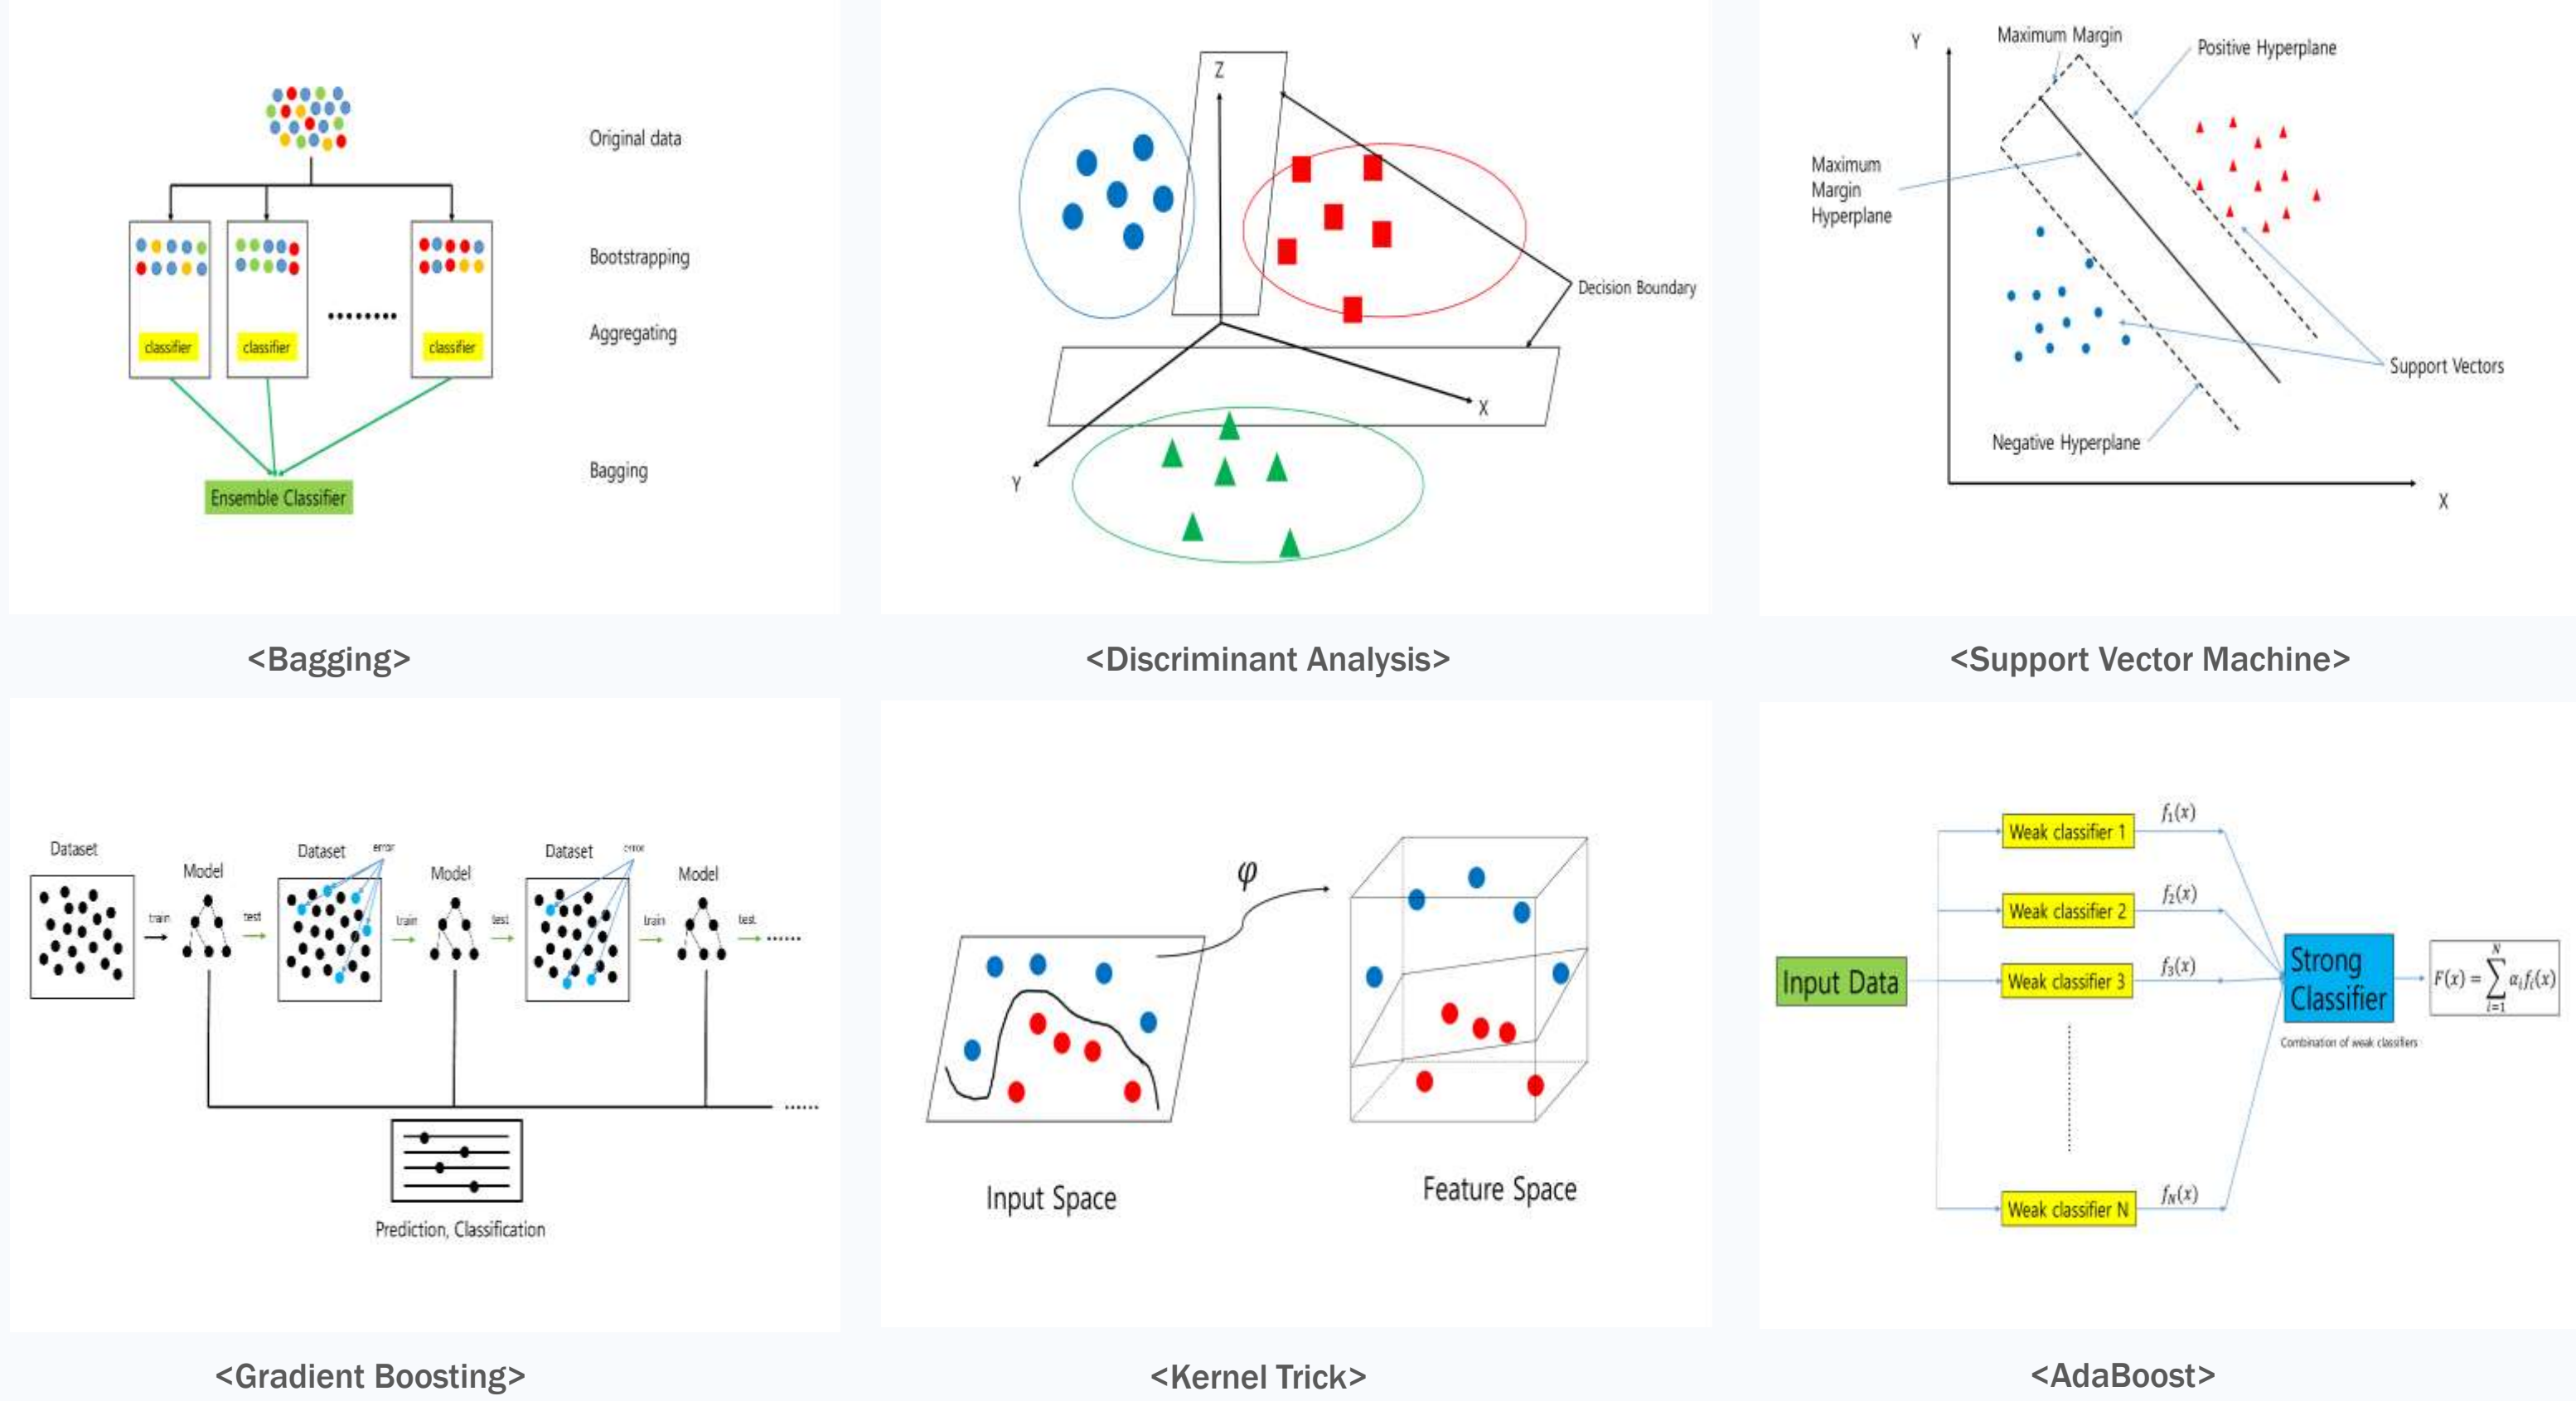 Original data
Bootstrapping
Aggregating
classifier
classifier
classifier
Bagging
Ensemble Classifier
<Bagging>
Z
Decision Boundary
X
Y
<Discriminant Analysis>
Y
Maximum Margin
Positive Hyperplane
Maximum
Margin
Hyperplane
Support Vectors
Negative Hyperplane
X
<Support Vector Machine>
Dataset
Model
Dataset
error
Model
Dataset
error
Model
train
test
train
test
train
test
Prediction, Classification
<Gradient Boosting>
φ
Input Space
Feature Space
<Kernel Trick>
Input Data
Weak classifier 1
f₁(x)
Weak classifier 2
f₂(x)
Weak classifier 3
f₃(x)
Weak classifier N
f_N(x)
Strong
Classifier
Combination of weak classifiers
F(x) = ∑_{i=1}^{N} α_i f_i(x)
<AdaBoost>